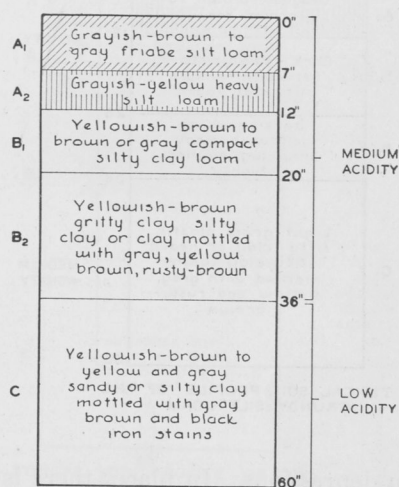 0"
A₁
Grayish-brown to
gray friabe silt loam
7"
A₂
Grayish-yellow heavy
silt loam
12"
B₁
Yellowish-brown to
brown or gray compact
silty clay loam
20"
MEDIUM
ACIDITY
B₂
Yellowish-brown
gritty clay silty
clay or clay mottled
with gray, yellow
brown, rusty-brown
36"
C
Yellowish-brown to
yellow and gray
sandy or silty clay
mottled with gray
brown and black
iron stains
LOW
ACIDITY
60"